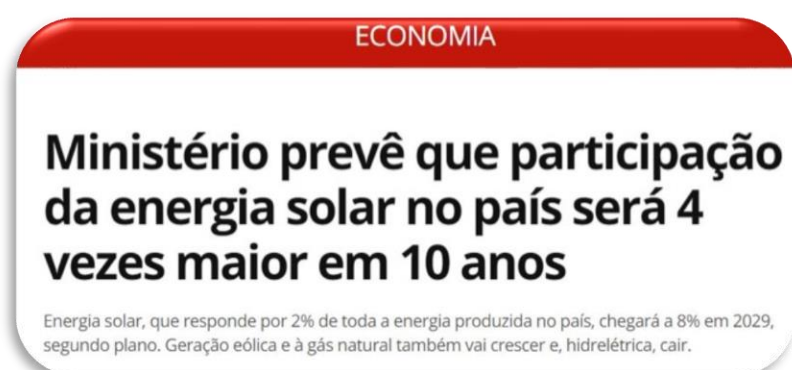 ECONOMIA
Ministério prevê que participação
da energia solar no país será 4
vezes maior em 10 anos
Energia solar, que responde por 2% de toda a energia produzida no país, chegará a 8% em 2029,
segundo plano. Geração eólica e à gás natural também vai crescer e, hidrelétrica, cair.